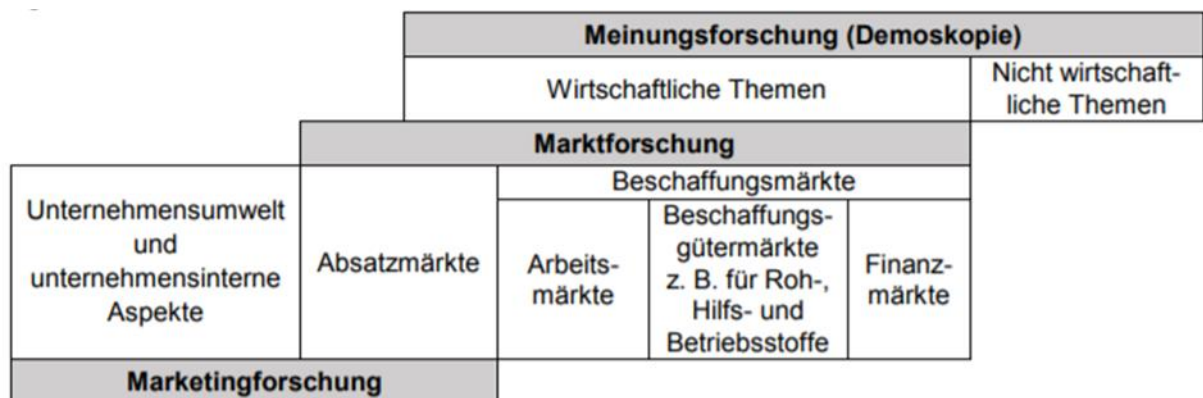 Meinungsforschung (Demoskopie)
Wirtschaftliche Themen
Nicht wirtschaft-
liche Themen
Marktforschung
Unternehmensumwelt
und
unternehmensinterne
Aspekte
Absatzmärkte
Beschaffungsmärkte
Arbeits-
märkte
Beschaffungs-
gütermärkte
z. B. für Roh-,
Hilfs- und
Betriebsstoffe
Finanz-
märkte
Marketingforschung